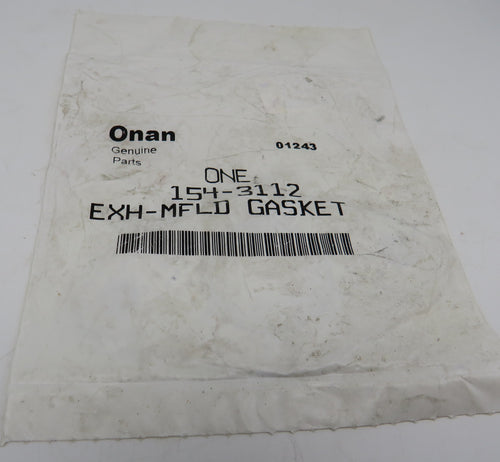 Onan
Genuine
Parts
01243
ONE
154-3112
EXH-MFLD GASKET